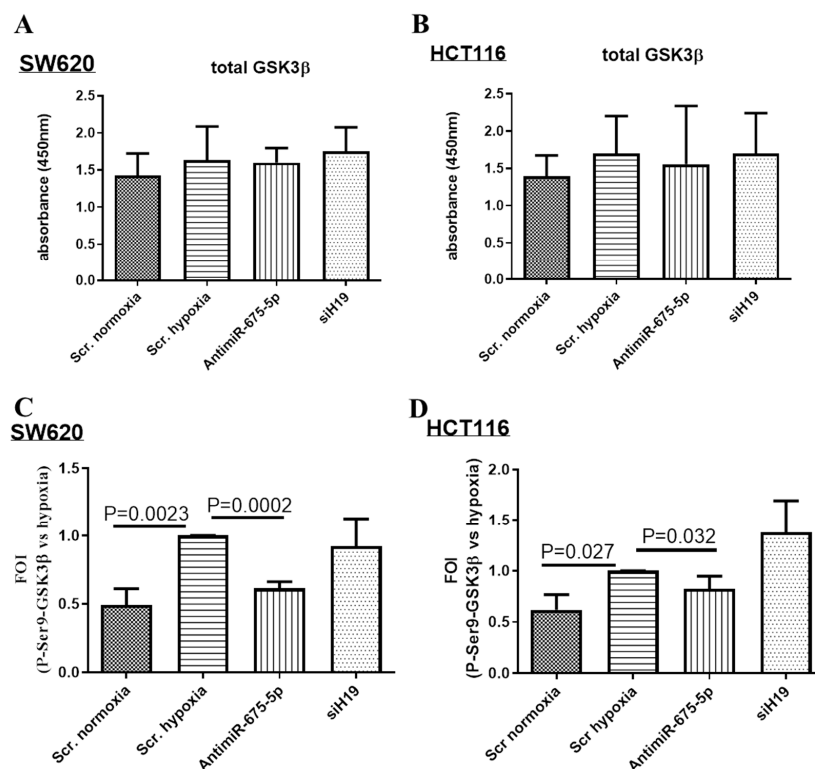 A
SW620
total GSK3β
absorbance (450nm)
2.5
2.0
1.5
1.0
0.5
0.0
Scr. normoxia
Scr. hypoxia
AntimiR-675-5p
siH19
B
HCT116
total GSK3β
absorbance (450nm)
2.5
2.0
1.5
1.0
0.5
0.0
Scr. normoxia
Scr. hypoxia
AntimiR-675-5p
siH19
C
SW620
FOI
(P-Ser9-GSK3β vs hypoxia)
1.5
1.0
0.5
0.0
P=0.0023
P=0.0002
Scr. normoxia
Scr. hypoxia
AntimiR-675-5p
siH19
D
HCT116
FOI
(P-Ser9-GSK3β vs hypoxia)
2.0
1.5
1.0
0.5
0.0
P=0.027
P=0.032
Scr normoxia
Scr hypoxia
AntimiR-675-5p
siH19